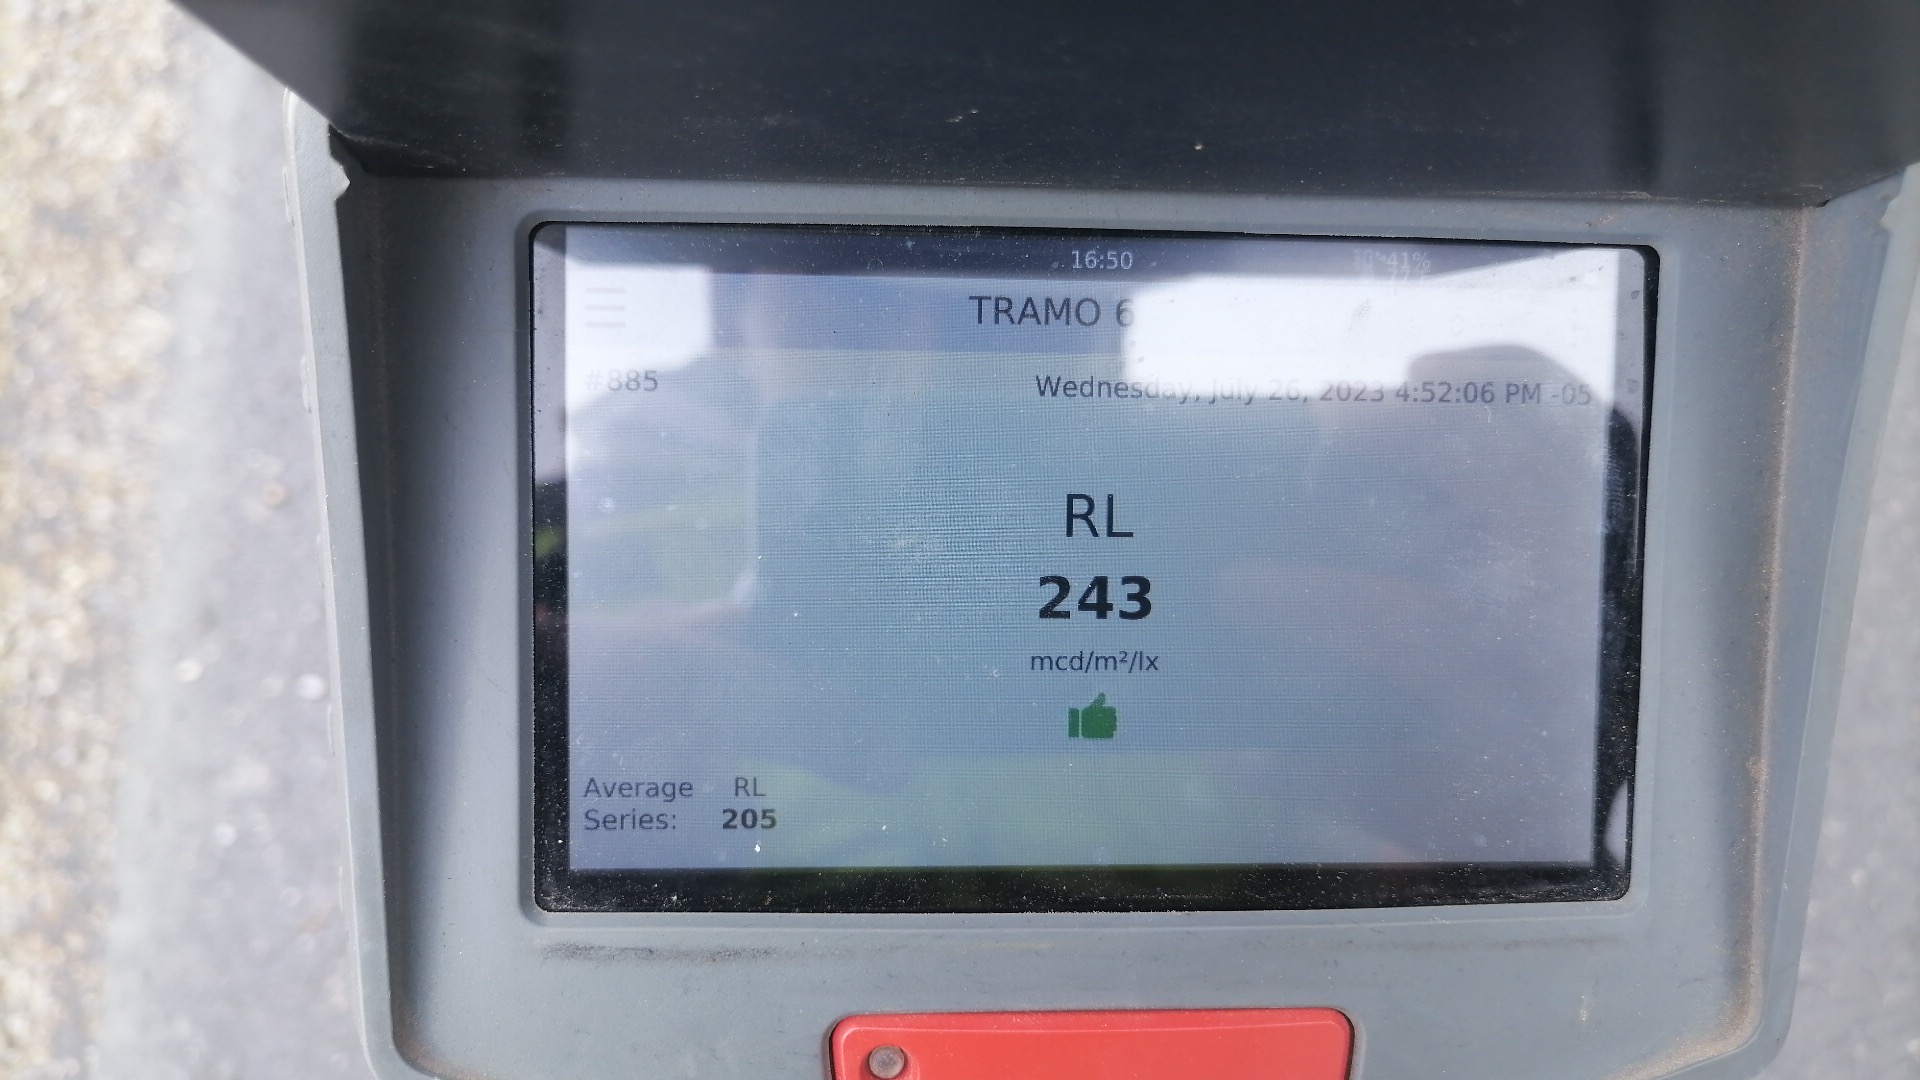 16:50
TRAMO 6
#885
Wednesday, July 26, 2023 4:52:06 PM -05
RL
243
mcd/m²/lx
Average RL
Series: 205